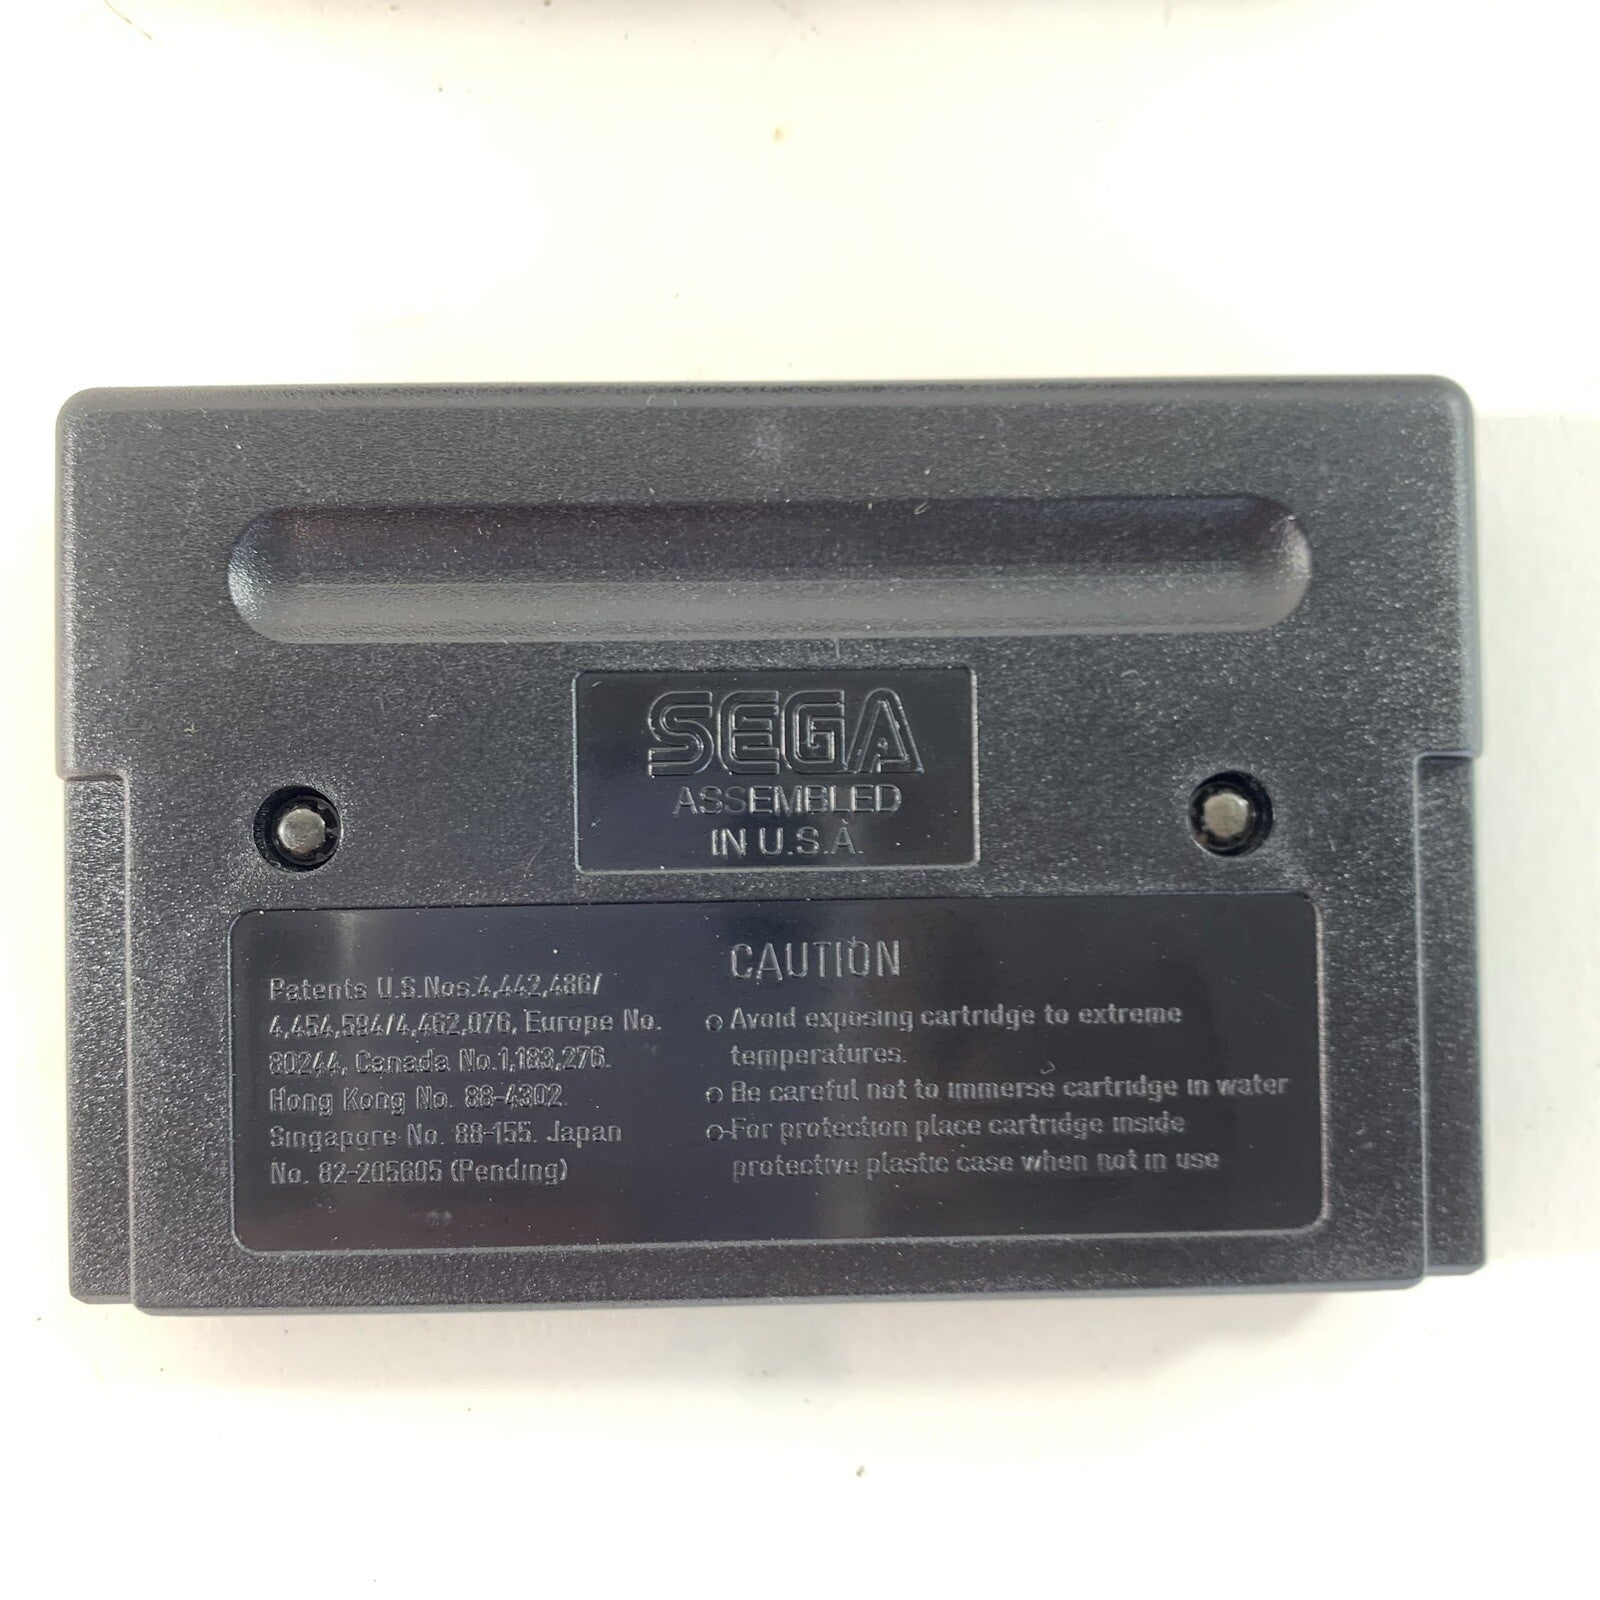 SEGA
ASSEMBLED
IN U.S.A.
Patents U.S.Nos.4,442,486/
4,454,594/4,462,076, Europe No.
80244, Canada No.1,183,276.
Hong Kong No. 88-4302.
Singapore No. 88-155. Japan
No. 82-205605 (Pending)
CAUTION
○ Avoid exposing cartridge to extreme
temperatures.
○ Be careful not to immerse cartridge in water
○ For protection place cartridge inside
protective plastic case when not in use